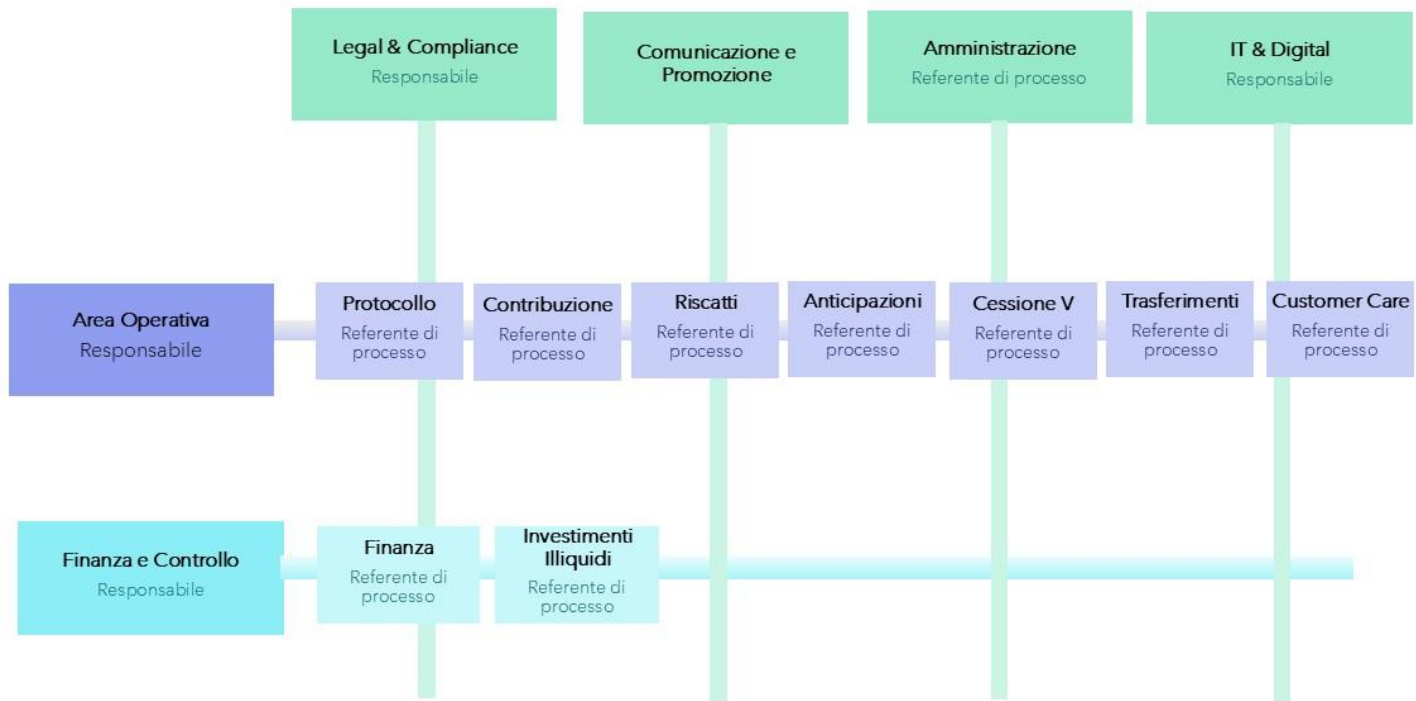 Legal & Compliance
Responsabile
Comunicazione e
Promozione
Amministrazione
Referente di processo
IT & Digital
Responsabile
Area Operativa
Responsabile
Protocollo
Referente di
processo
Contribuzione
Referente di
processo
Riscatti
Referente di
processo
Anticipazioni
Referente di
processo
Cessione V
Referente di
processo
Trasferimenti
Referente di
processo
Customer Care
Referente di
processo
Finanza e Controllo
Responsabile
Finanza
Referente di
processo
Investimenti
Illiquidi
Referente di
processo